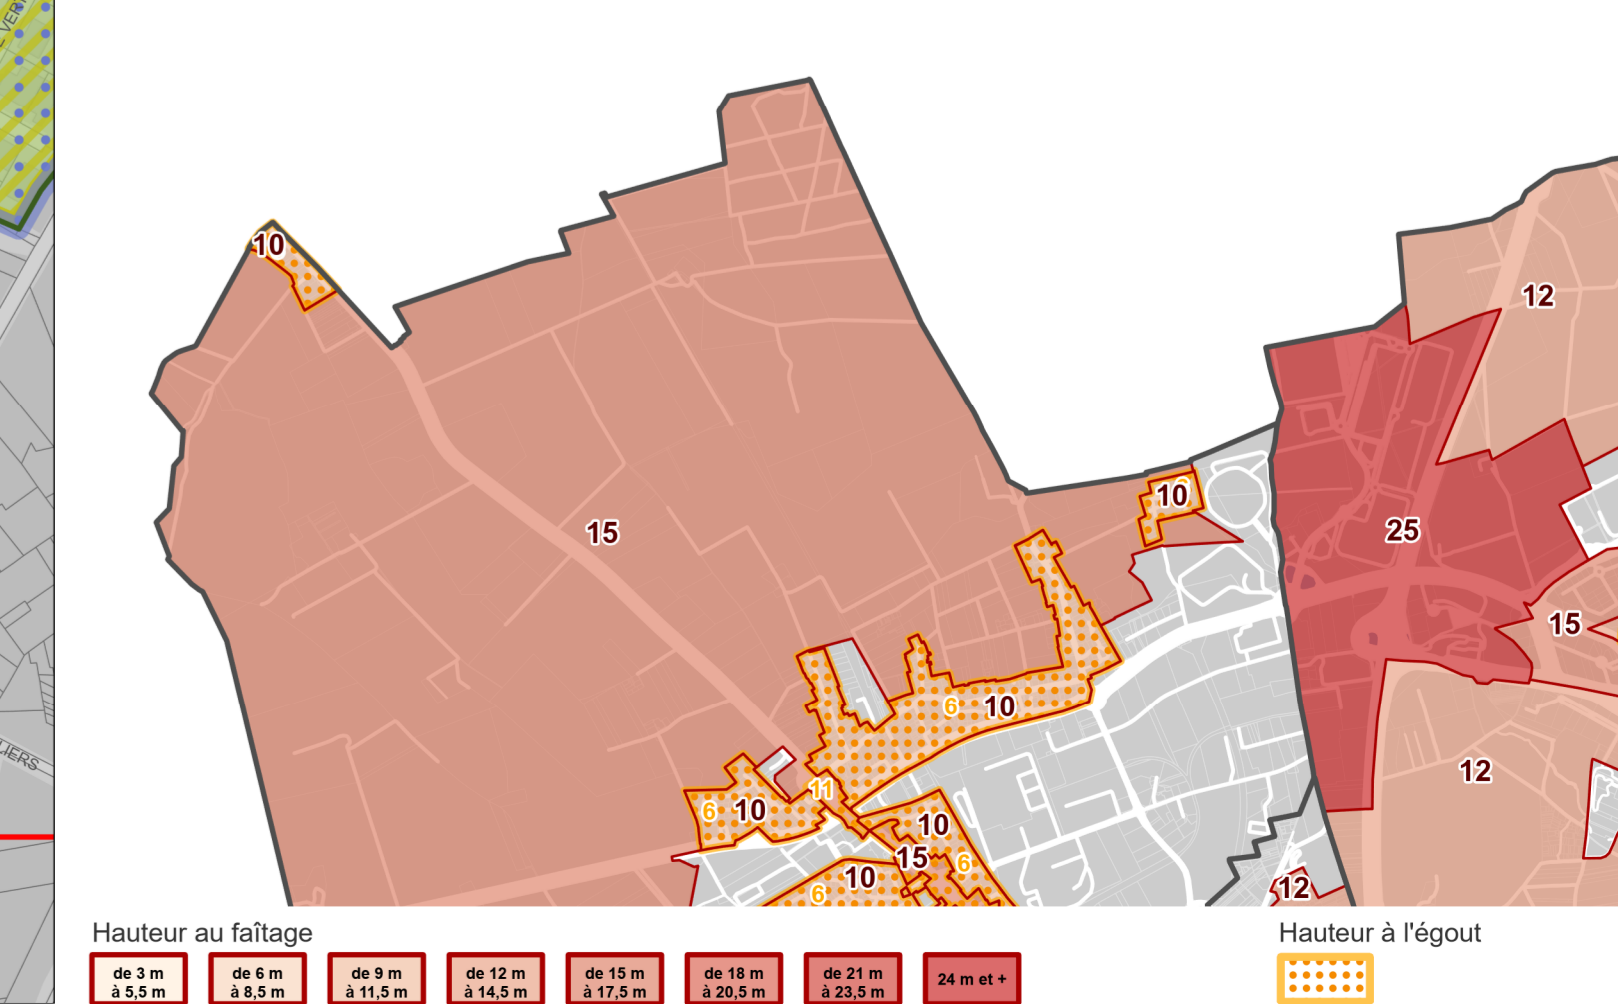 10
12
10
15
25
15
6
10
12
11
6
10
10
15
6
10
12
6
LIERS
Hauteur au faîtage
Hauteur à l'égout
de 3 m
à 5,5 m
de 6 m
à 8,5 m
de 9 m
à 11,5 m
de 12 m
à 14,5 m
de 15 m
à 17,5 m
de 18 m
à 20,5 m
de 21 m
à 23,5 m
24 m et +